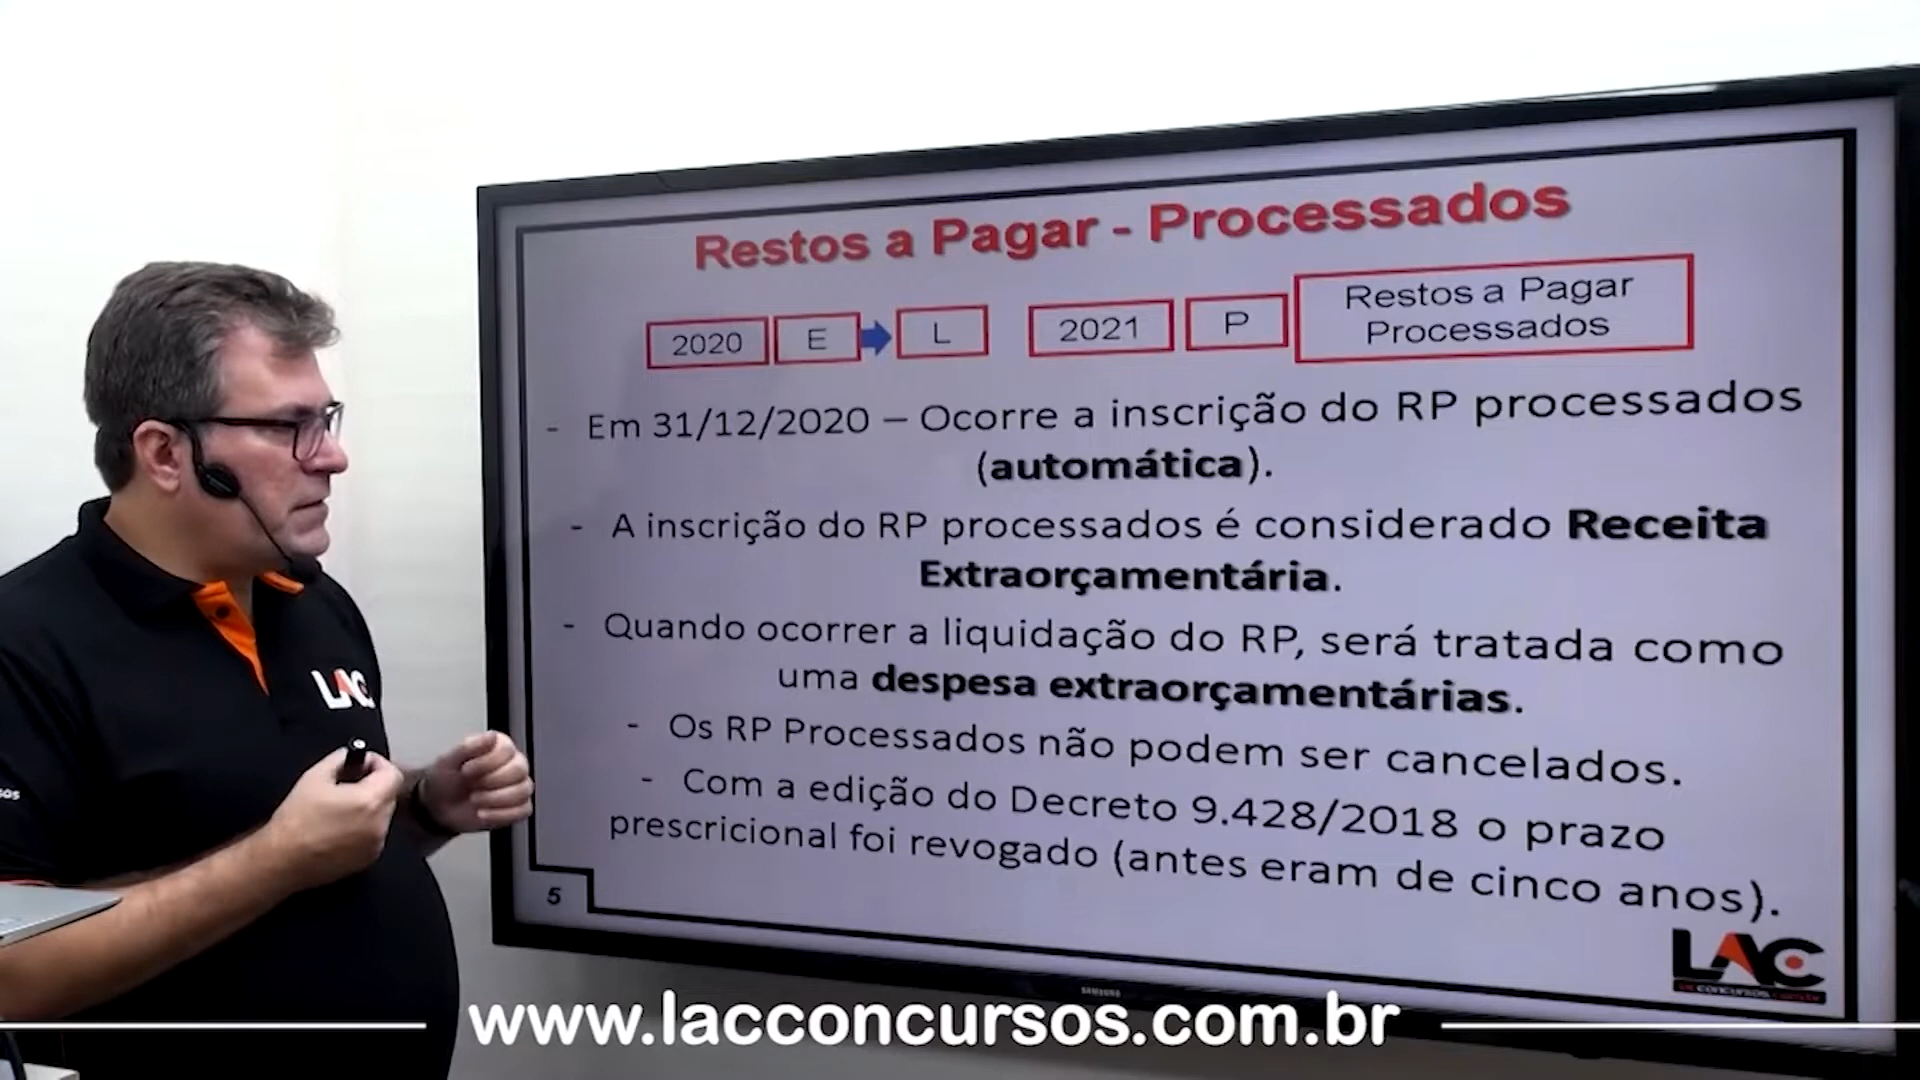 Restos a Pagar - Processados
2020 E L 2021 P Restos a Pagar
Processados
- Em 31/12/2020 – Ocorre a inscrição do RP processados
(automática).
- A inscrição do RP processados é considerado Receita
Extraorçamentária.
- Quando ocorrer a liquidação do RP, será tratada como
uma despesa extraorçamentárias.
- Os RP Processados não podem ser cancelados.
- Com a edição do Decreto 9.428/2018 o prazo
prescricional foi revogado (antes eram de cinco anos).
5
LAC
LAC
SAMSUNG
www.lacconcursos.com.br